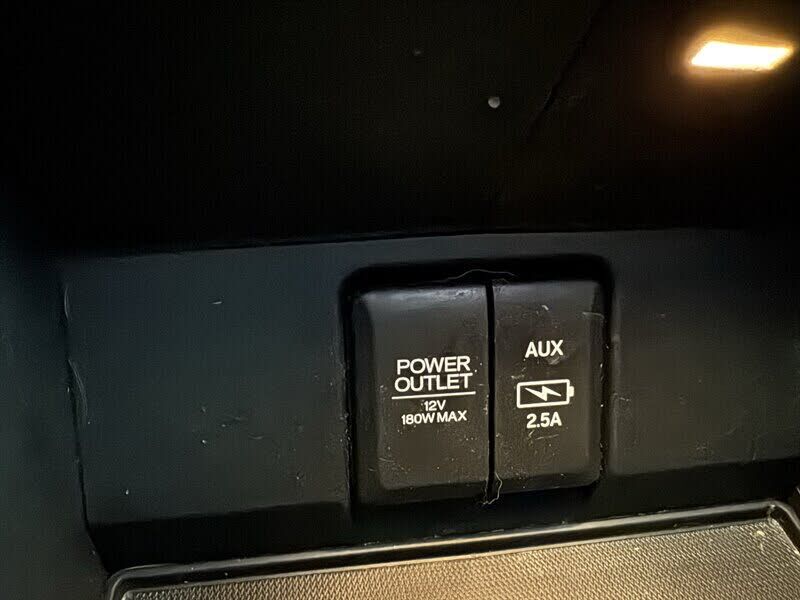 POWER
OUTLET
12V
180W MAX
AUX
2.5A